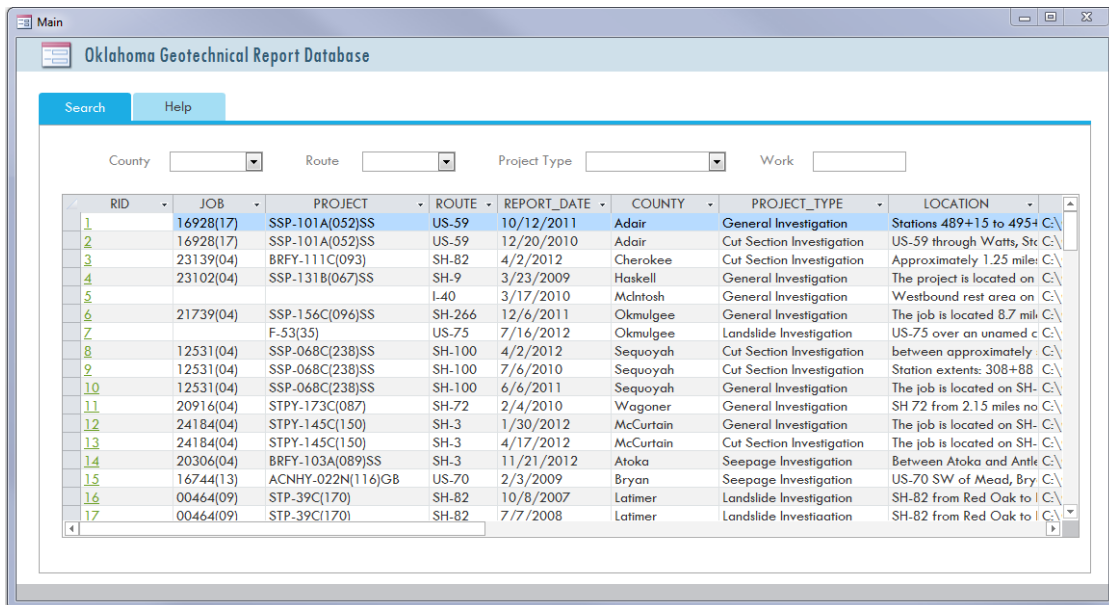 Main
Oklahoma Geotechnical Report Database
Search Help
County Route Project Type Work
RID JOB PROJECT ROUTE REPORT_DATE COUNTY PROJECT_TYPE LOCATION
1 16928(17) SSP-101A(052)SS US-59 10/12/2011 Adair General Investigation Stations 489+15 to 495+ C:\
2 16928(17) SSP-101A(052)SS US-59 12/20/2010 Adair Cut Section Investigation US-59 through Watts, Sta C:\
3 23139(04) BRFY-111C(093) SH-82 4/2/2012 Cherokee Cut Section Investigation Approximately 1.25 miles C:\
4 23102(04) SSP-131B(067)SS SH-9 3/23/2009 Haskell General Investigation The project is located on C:\
5 I-40 3/17/2010 McIntosh General Investigation Westbound rest area on C:\
6 21739(04) SSP-156C(096)SS SH-266 12/6/2011 Okmulgee General Investigation The job is located 8.7 mil C:\
7 F-53(35) US-75 7/16/2012 Okmulgee Landslide Investigation US-75 over an unamed c C:\
8 12531(04) SSP-068C(238)SS SH-100 4/2/2012 Sequoyah Cut Section Investigation between approximately C:\
9 12531(04) SSP-068C(238)SS SH-100 7/6/2010 Sequoyah Cut Section Investigation Station extents: 308+88 C:\
10 12531(04) SSP-068C(238)SS SH-100 6/6/2011 Sequoyah General Investigation The job is located on SH- C:\
11 20916(04) STPY-173C(087) SH-72 2/4/2010 Wagoner General Investigation SH 72 from 2.15 miles no C:\
12 24184(04) STPY-145C(150) SH-3 1/30/2012 McCurtain General Investigation The job is located on SH- C:\
13 24184(04) STPY-145C(150) SH-3 4/17/2012 McCurtain Cut Section Investigation The job is located on SH- C:\
14 20306(04) BRFY-103A(089)SS SH-3 11/21/2012 Atoka Seepage Investigation Between Atoka and Antle C:\
15 16744(13) ACNHY-022N(116)GB US-70 2/3/2009 Bryan Seepage Investigation US-70 SW of Mead, Bry C:\
16 00464(09) STP-39C(170) SH-82 10/8/2007 Latimer Landslide Investigation SH-82 from Red Oak to C:\
17 00464(09) STP-39C(170) SH-82 7/7/2008 Latimer Landslide Investigation SH-82 from Red Oak to C:\